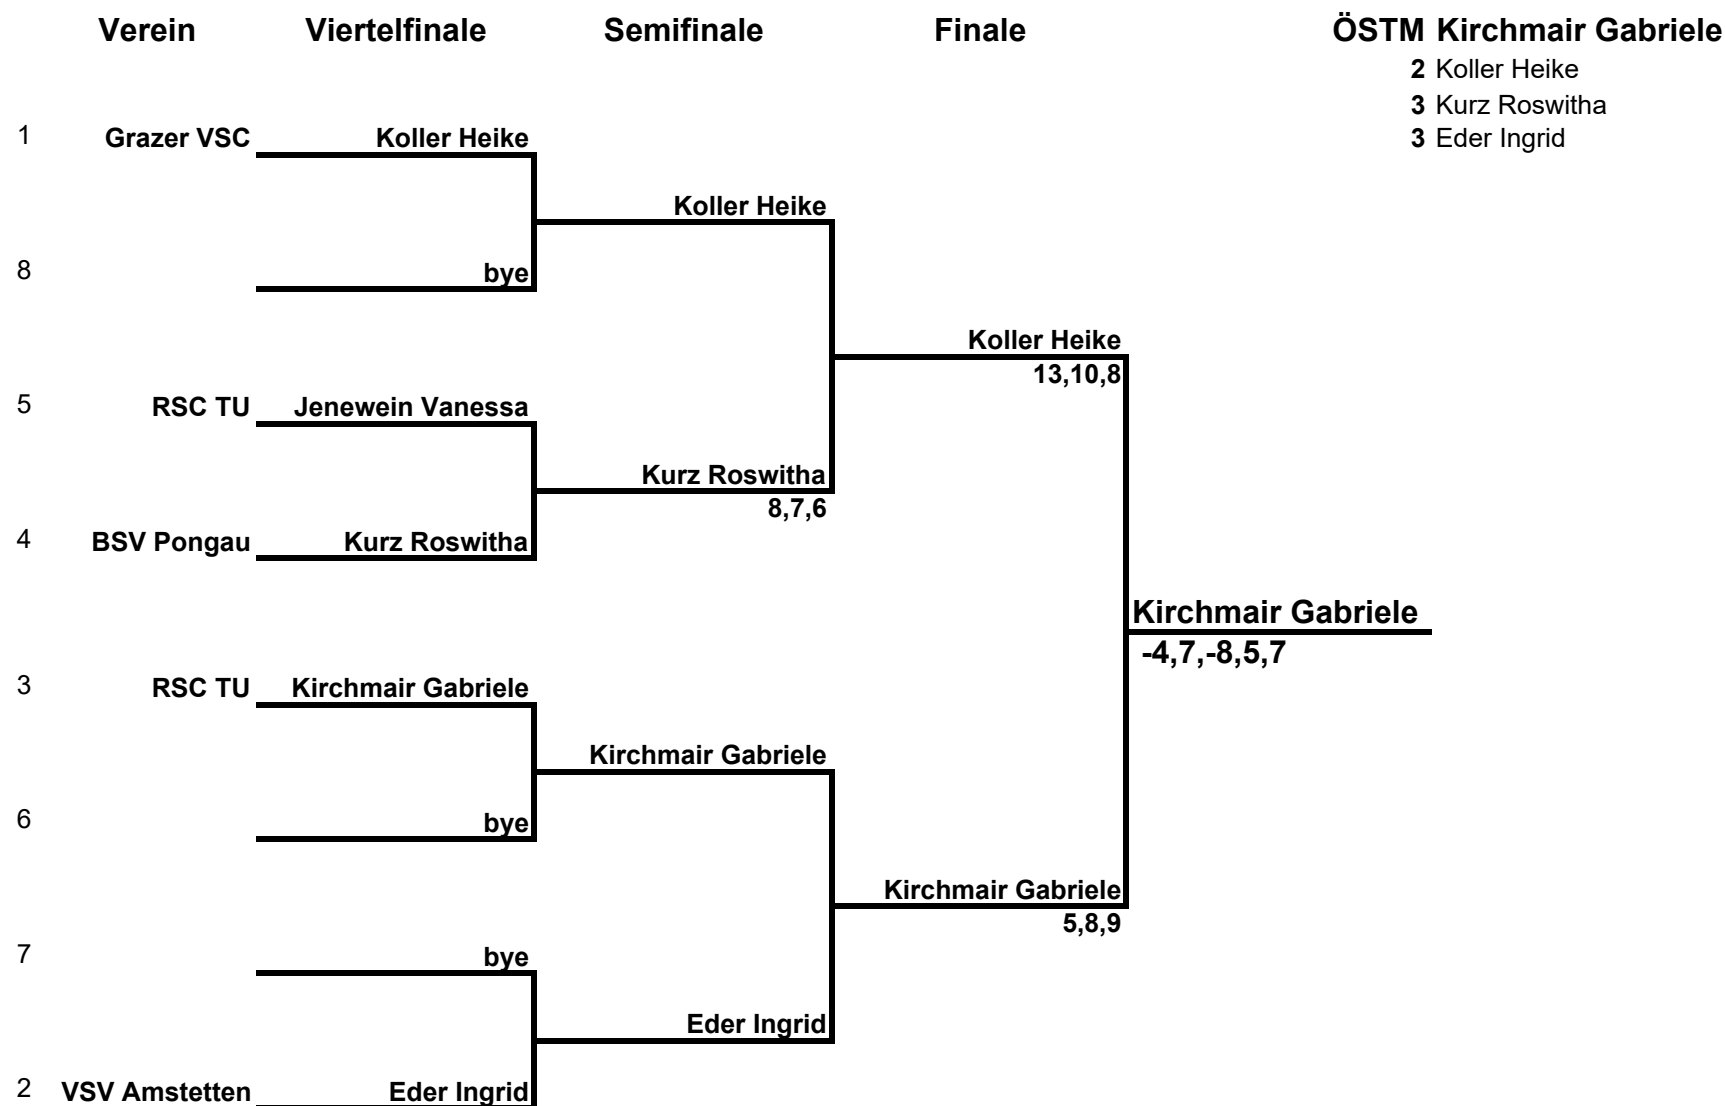 Verein Viertelfinale Semifinale Finale ÖSTM Kirchmair Gabriele
2 Koller Heike
3 Kurz Roswitha
1 Grazer VSC Koller Heike 3 Eder Ingrid
Koller Heike
8 bye
Koller Heike
13,10,8
5 RSC TU Jenewein Vanessa
Kurz Roswitha
8,7,6
4 BSV Pongau Kurz Roswitha
Kirchmair Gabriele
-4,7,-8,5,7
3 RSC TU Kirchmair Gabriele
Kirchmair Gabriele
6 bye
Kirchmair Gabriele
5,8,9
7 bye
Eder Ingrid
2 VSV Amstetten Eder Ingrid